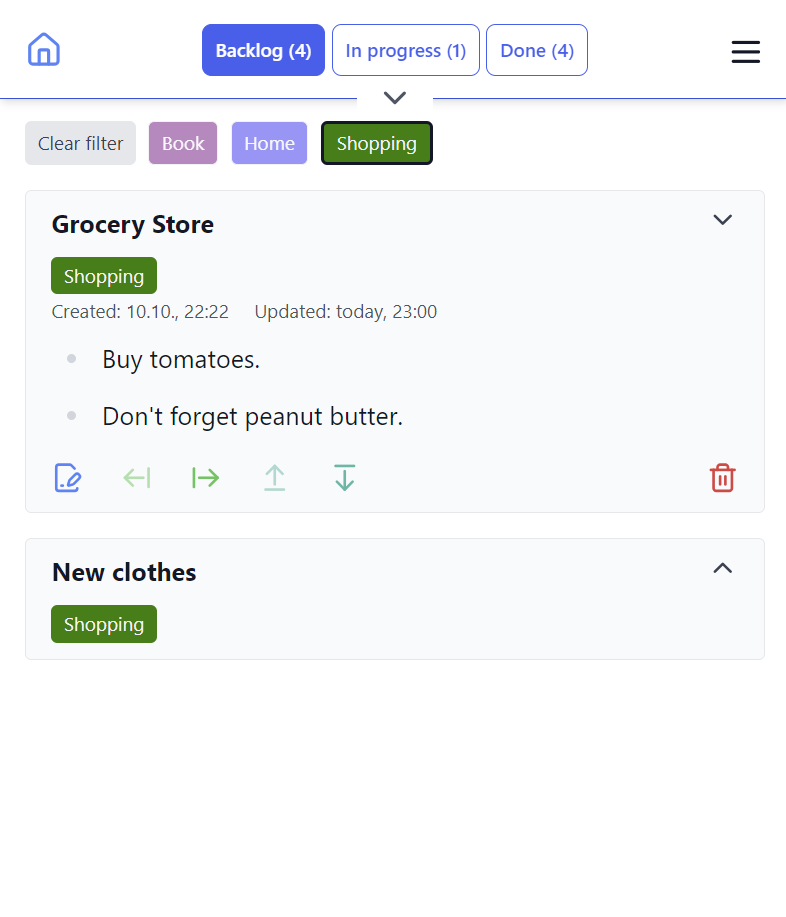 Backlog (4) In progress (1) Done (4)
Clear filter Book Home Shopping
Grocery Store
Shopping
Created: 10.10., 22:22 Updated: today, 23:00
Buy tomatoes.
Don't forget peanut butter.
New clothes
Shopping